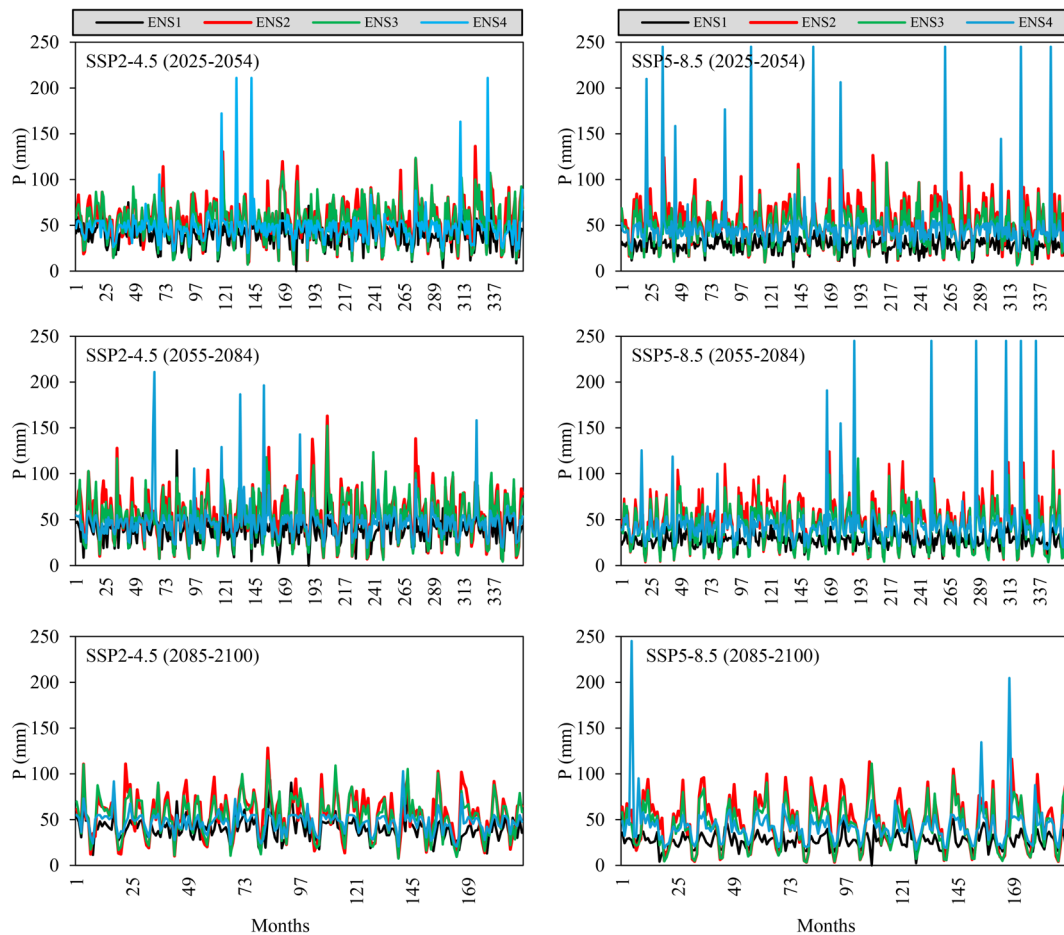 ENS1 ENS2 ENS3 ENS4
ENS1 ENS2 ENS3 ENS4
SSP2-4.5 (2025-2054)
P (mm)
250
200
150
100
50
0
1 25 49 73 97 121 145 169 193 217 241 265 289 313 337
SSP5-8.5 (2025-2054)
P (mm)
250
200
150
100
50
0
1 25 49 73 97 121 145 169 193 217 241 265 289 313 337
SSP2-4.5 (2055-2084)
P (mm)
250
200
150
100
50
0
1 25 49 73 97 121 145 169 193 217 241 265 289 313 337
SSP5-8.5 (2055-2084)
P (mm)
250
200
150
100
50
0
1 25 49 73 97 121 145 169 193 217 241 265 289 313 337
SSP2-4.5 (2085-2100)
P (mm)
250
200
150
100
50
0
1 25 49 73 97 121 145 169
Months
SSP5-8.5 (2085-2100)
P (mm)
250
200
150
100
50
0
1 25 49 73 97 121 145 169
Months